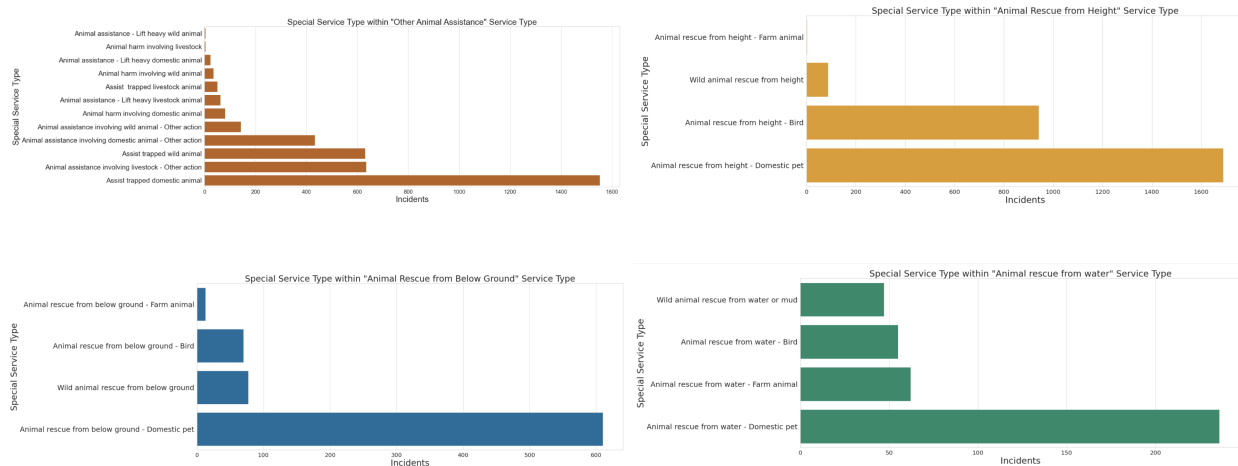 Special Service Type within "Other Animal Assistance" Service Type
Special Service Type
Animal assistance - Lift heavy wild animal
Animal harm involving livestock
Animal assistance - Lift heavy domestic animal
Animal harm involving wild animal
Assist  trapped livestock animal
Animal assistance - Lift heavy livestock animal
Animal harm involving domestic animal
Animal assistance involving wild animal - Other action
Animal assistance involving domestic animal - Other action
Assist trapped wild animal
Animal assistance involving livestock - Other action
Assist trapped domestic animal
0 200 400 600 800 1000 1200 1400 1600
Incidents
Special Service Type within "Animal Rescue from Height" Service Type
Special Service Type
Animal rescue from height - Farm animal
Wild animal rescue from height
Animal rescue from height - Bird
Animal rescue from height - Domestic pet
0 200 400 600 800 1000 1200 1400 1600
Incidents
Special Service Type within "Animal Rescue from Below Ground" Service Type
Special Service Type
Animal rescue from below ground - Farm animal
Animal rescue from below ground - Bird
Wild animal rescue from below ground
Animal rescue from below ground - Domestic pet
0 100 200 300 400 500 600
Incidents
Special Service Type within "Animal rescue from water" Service Type
Special Service Type
Wild animal rescue from water or mud
Animal rescue from water - Bird
Animal rescue from water - Farm animal
Animal rescue from water - Domestic pet
0 50 100 150 200
Incidents